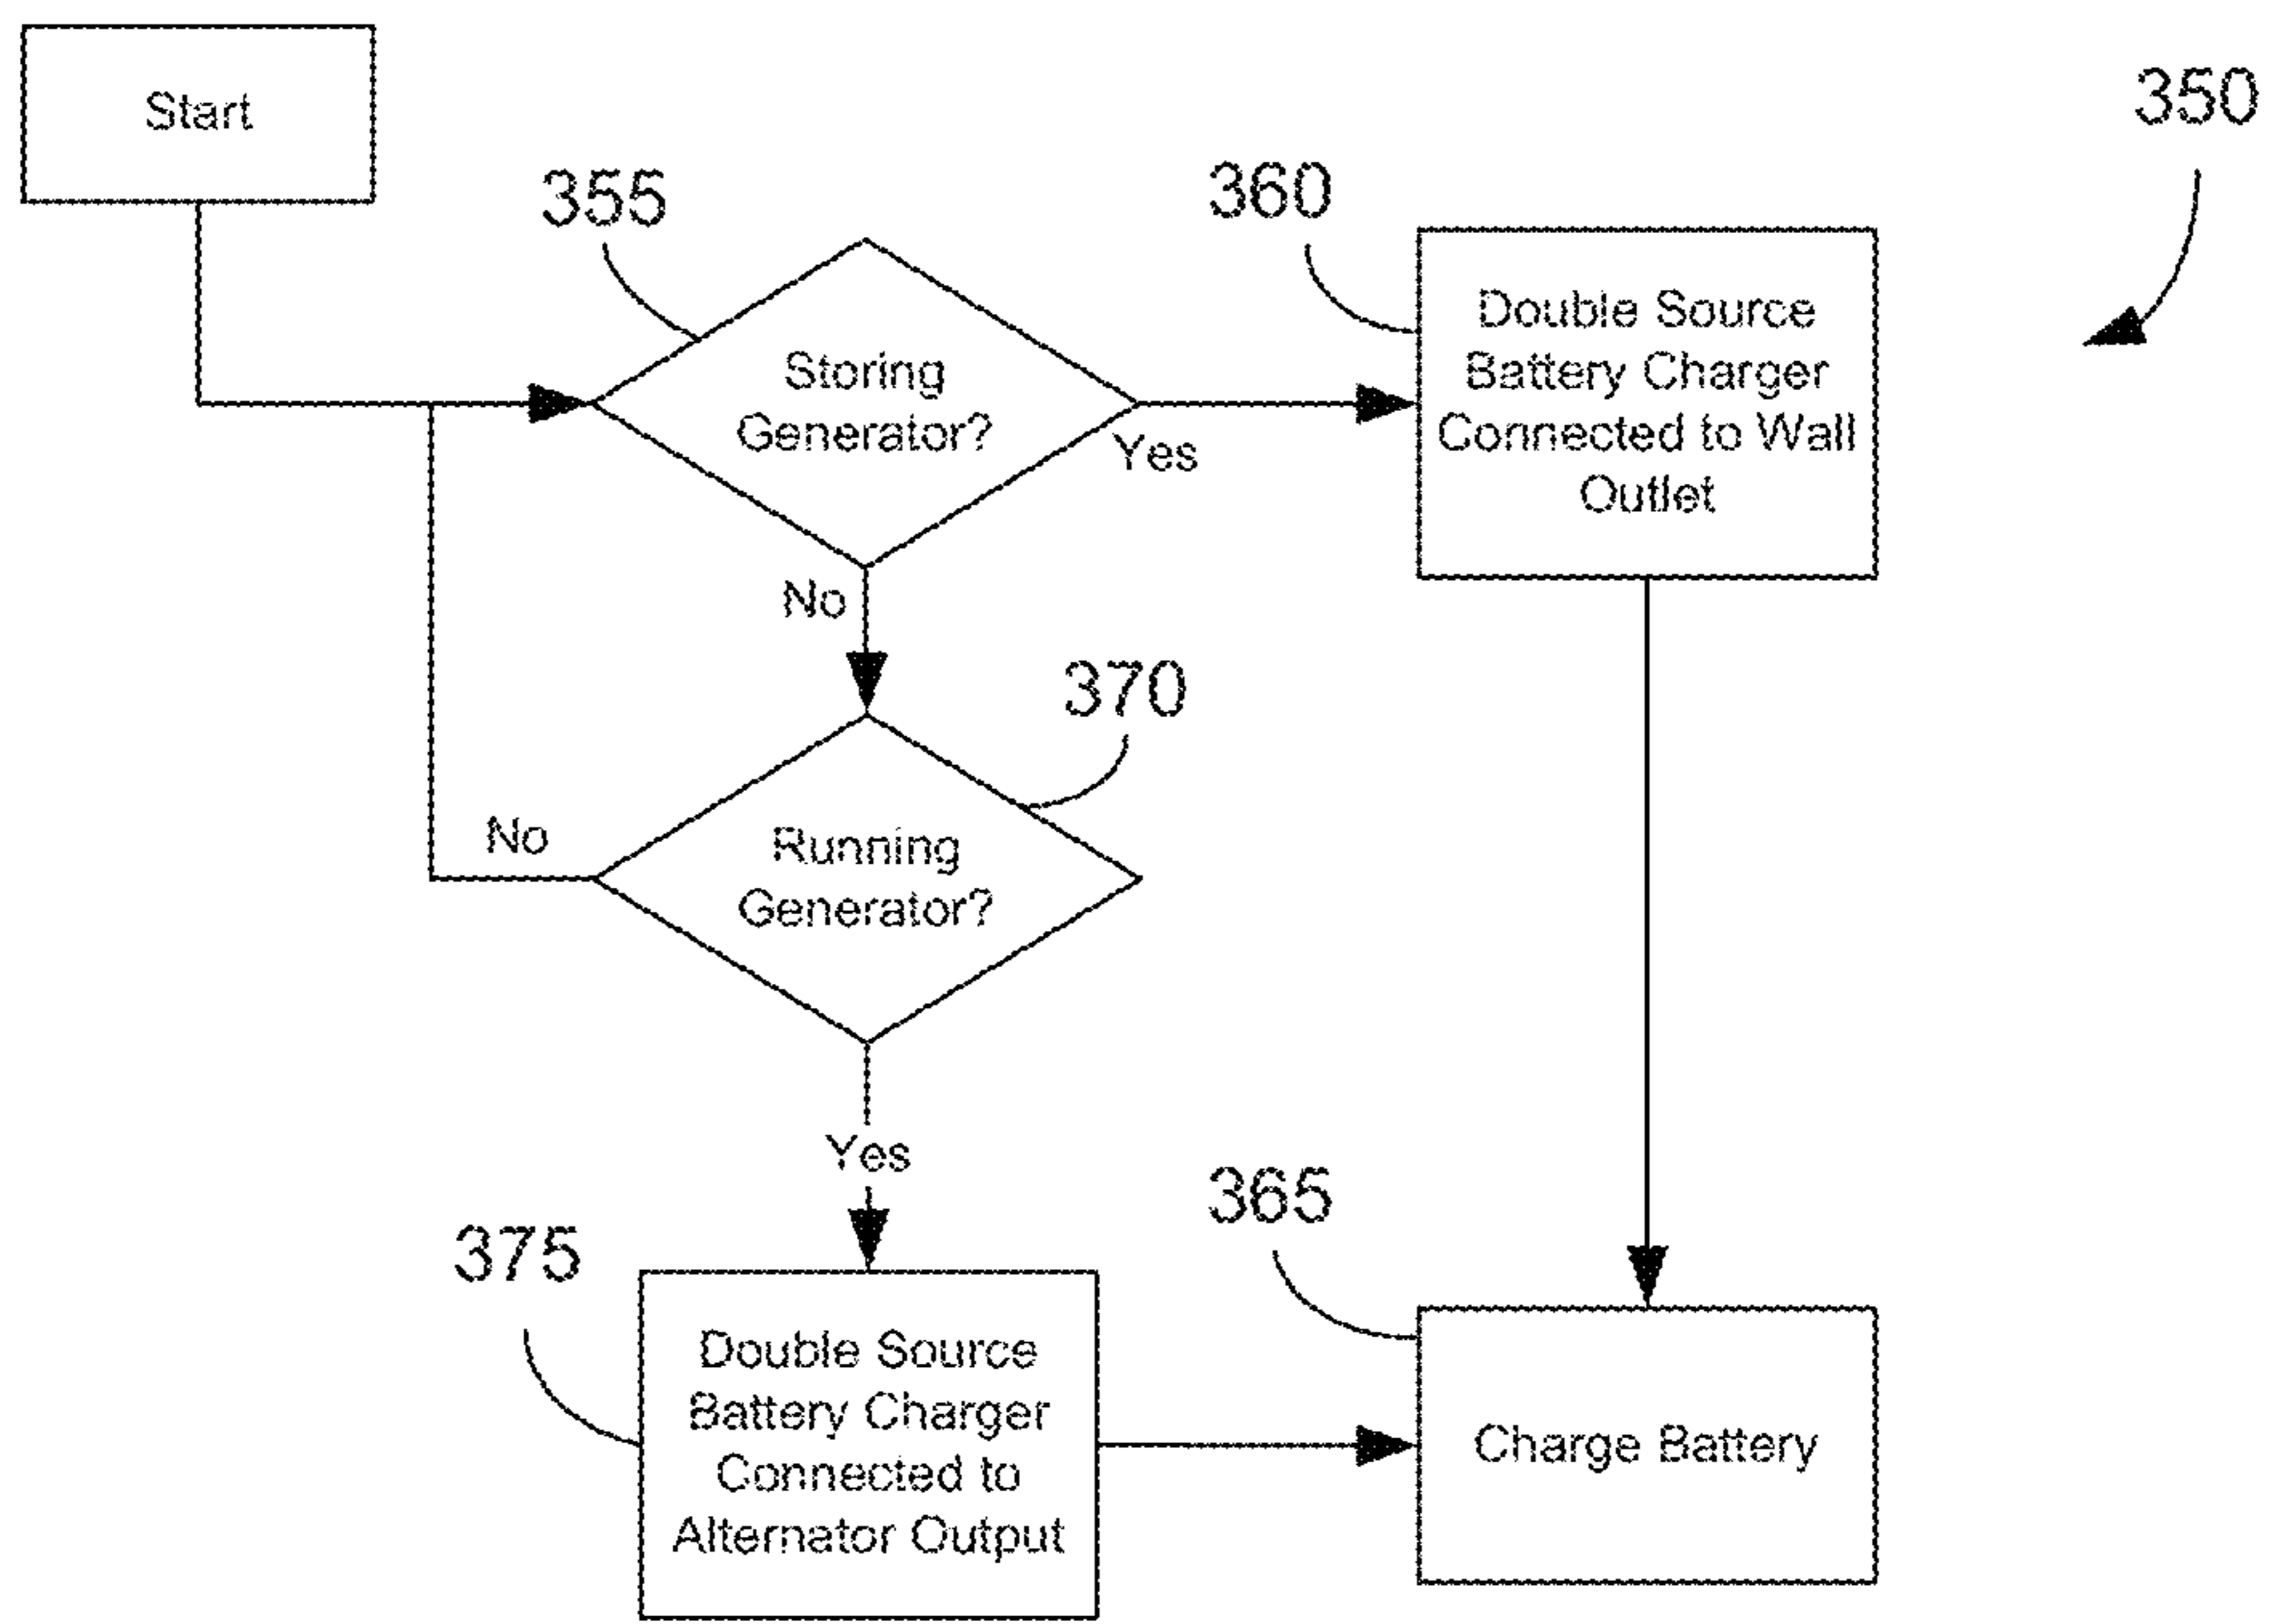 Start
350
355
360
Storing
Generator?
Yes
No
Double Source
Battery Charger
Connected to Wall
Outlet
370
Running
Generator?
No
Yes
375
Double Source
Battery Charger
Connected to
Alternator Output
365
Charge Battery